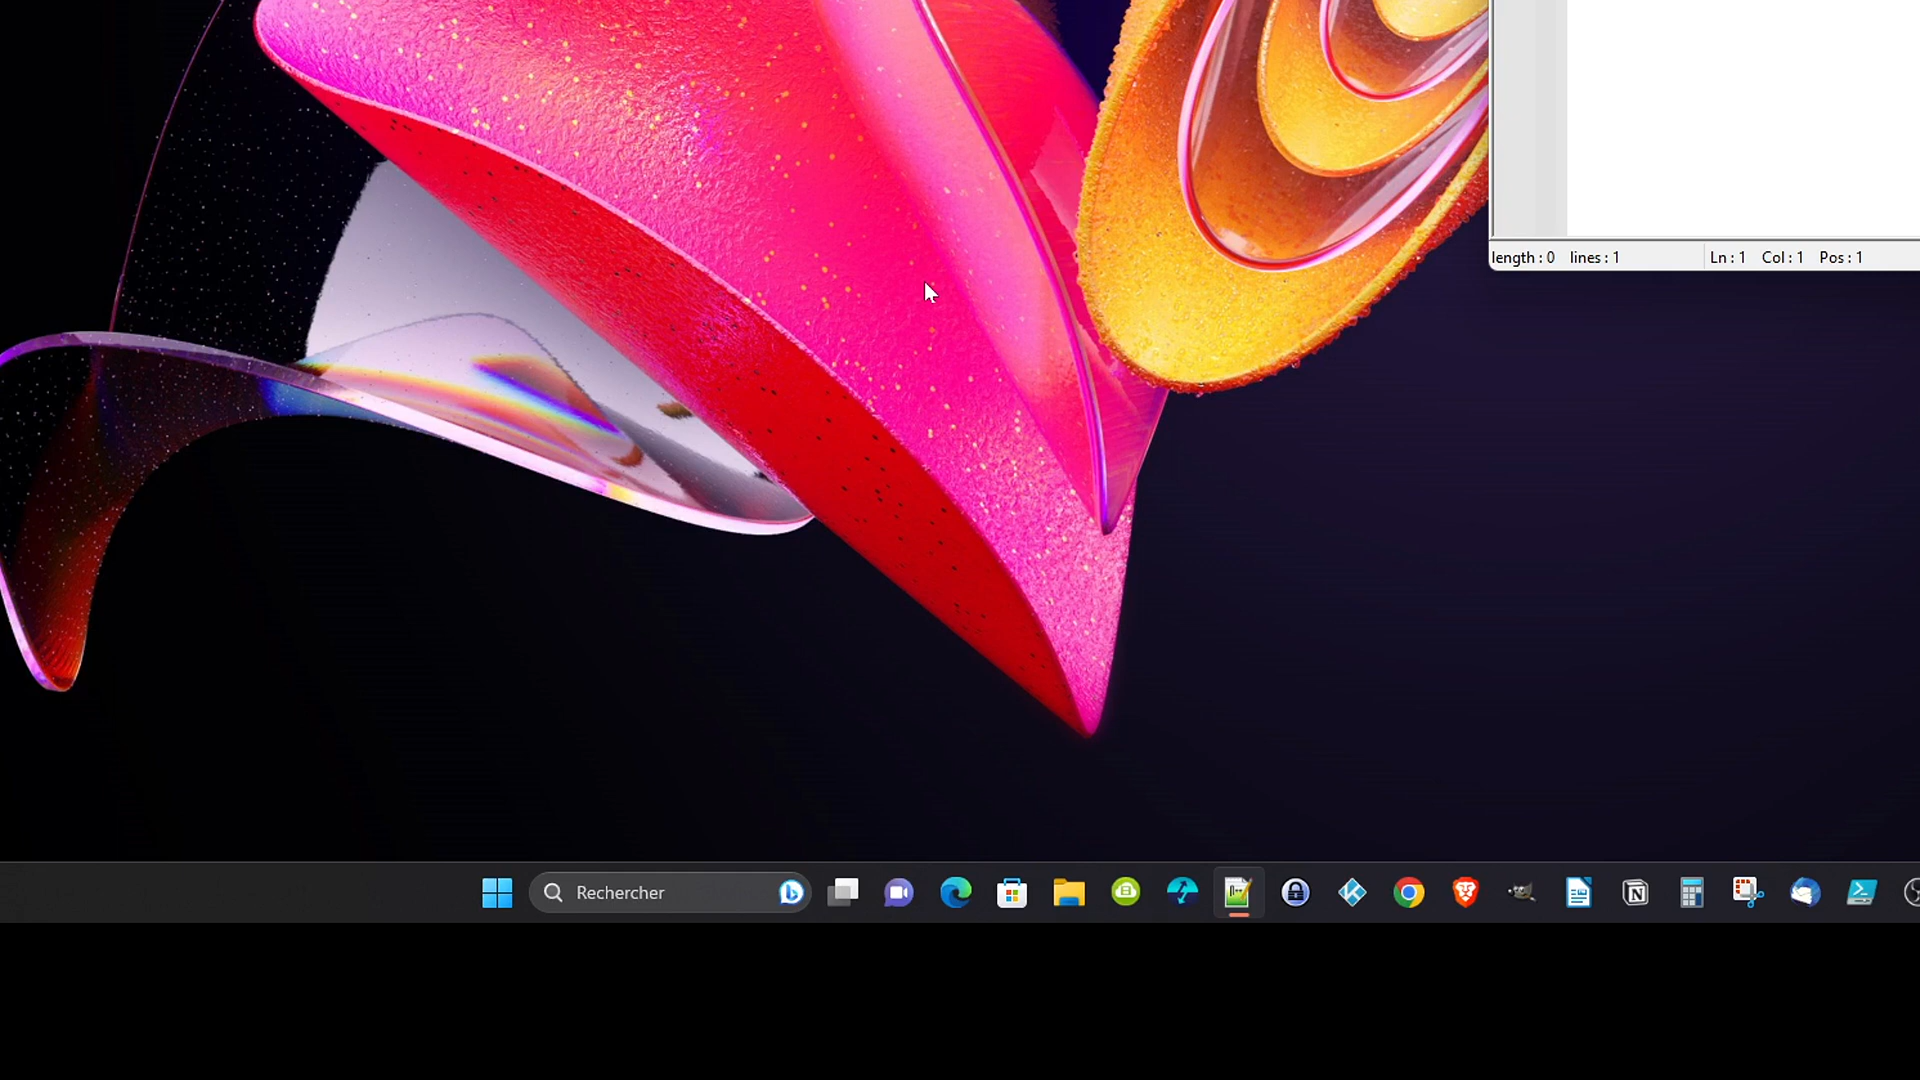 length : 0 lines : 1 Ln : 1 Col : 1 Pos : 1
Rechercher